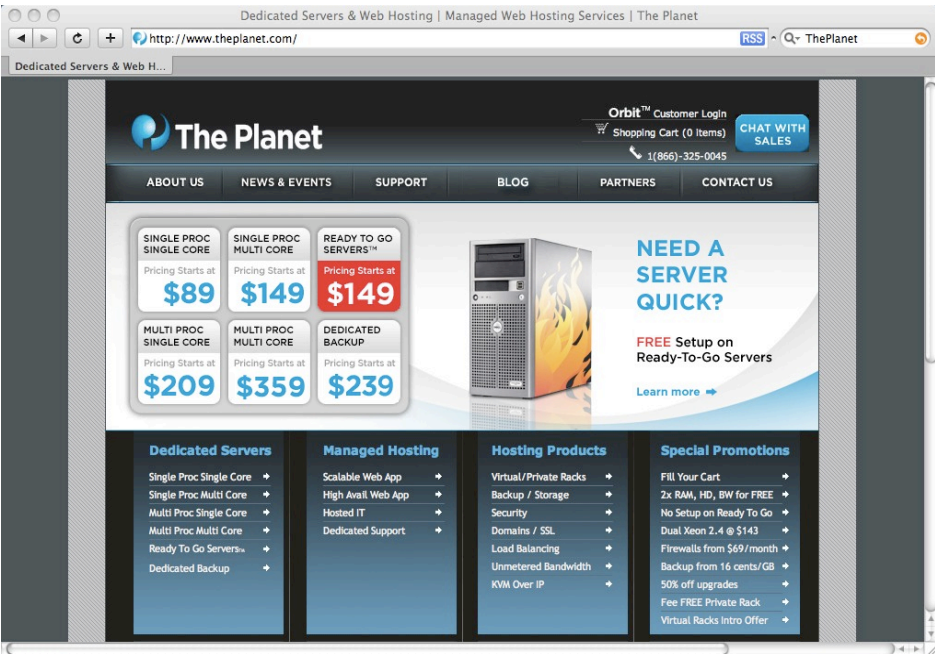 Dedicated Servers & Web Hosting | Managed Web Hosting Services | The Planet
http://www.theplanet.com/
RSS
ThePlanet
Dedicated Servers & Web H...
The Planet
Orbit™ Customer Login
Shopping Cart (0 Items)
1(866)-325-0045
CHAT WITH
SALES
ABOUT US
NEWS & EVENTS
SUPPORT
BLOG
PARTNERS
CONTACT US
SINGLE PROC
SINGLE CORE
Pricing Starts at
$89
SINGLE PROC
MULTI CORE
Pricing Starts at
$149
READY TO GO
SERVERS™
Pricing Starts at
$149
MULTI PROC
SINGLE CORE
Pricing Starts at
$209
MULTI PROC
MULTI CORE
Pricing Starts at
$359
DEDICATED
BACKUP
Pricing Starts at
$239
NEED A
SERVER
QUICK?
FREE Setup on
Ready-To-Go Servers
Learn more
Dedicated Servers
Single Proc Single Core
Single Proc Multi Core
Multi Proc Single Core
Multi Proc Multi Core
Ready To Go Servers™
Dedicated Backup
Managed Hosting
Scalable Web App
High Avail Web App
Hosted IT
Dedicated Support
Hosting Products
Virtual/Private Racks
Backup / Storage
Security
Domains / SSL
Load Balancing
Unmetered Bandwidth
KVM Over IP
Special Promotions
Fill Your Cart
2x RAM, HD, BW for FREE
No Setup on Ready To Go
Dual Xeon 2.4 @ $143
Firewalls from $69/month
Backup from 16 cents/GB
50% off upgrades
Fee FREE Private Rack
Virtual Racks Intro Offer